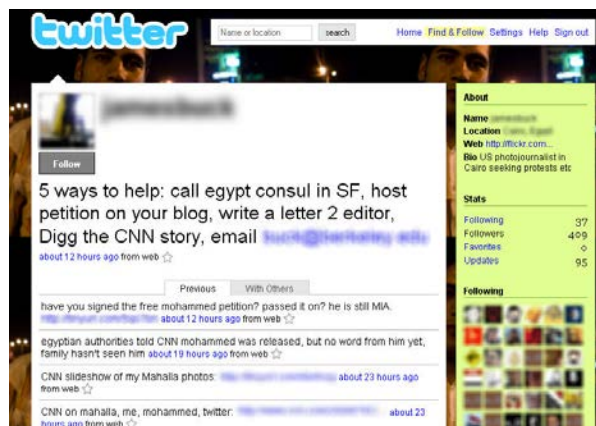 twitter
Name or location search Home Find & Follow Settings Help Sign out
Follow
5 ways to help: call egypt consul in SF, host
petition on your blog, write a letter 2 editor,
Digg the CNN story, email
about 12 hours ago from web
Previous With Others
have you signed the free mohammed petition? passed it on? he is still MIA.
about 12 hours ago from web
egyptian authorities told CNN mohammed was released, but no word from him yet,
family hasn't seen him about 19 hours ago from web
CNN slideshow of my Mahalla photos: about 23 hours ago
from web
CNN on mahalla, me, mohammed, twitter: about 23
hours ago from web
About
Name
Location
Web http://flickr.com...
Bio US photojournalist in
Cairo seeking protests etc
Stats
Following 37
Followers 409
Favorites 0
Updates 95
Following